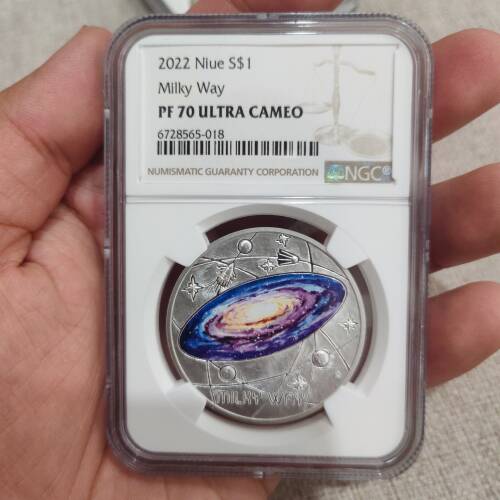 2022 Niue S$1
Milky Way
PF 70 ULTRA CAMEO
6728565-018
NUMISMATIC GUARANTY CORPORATION NGC®
MILKY WAY